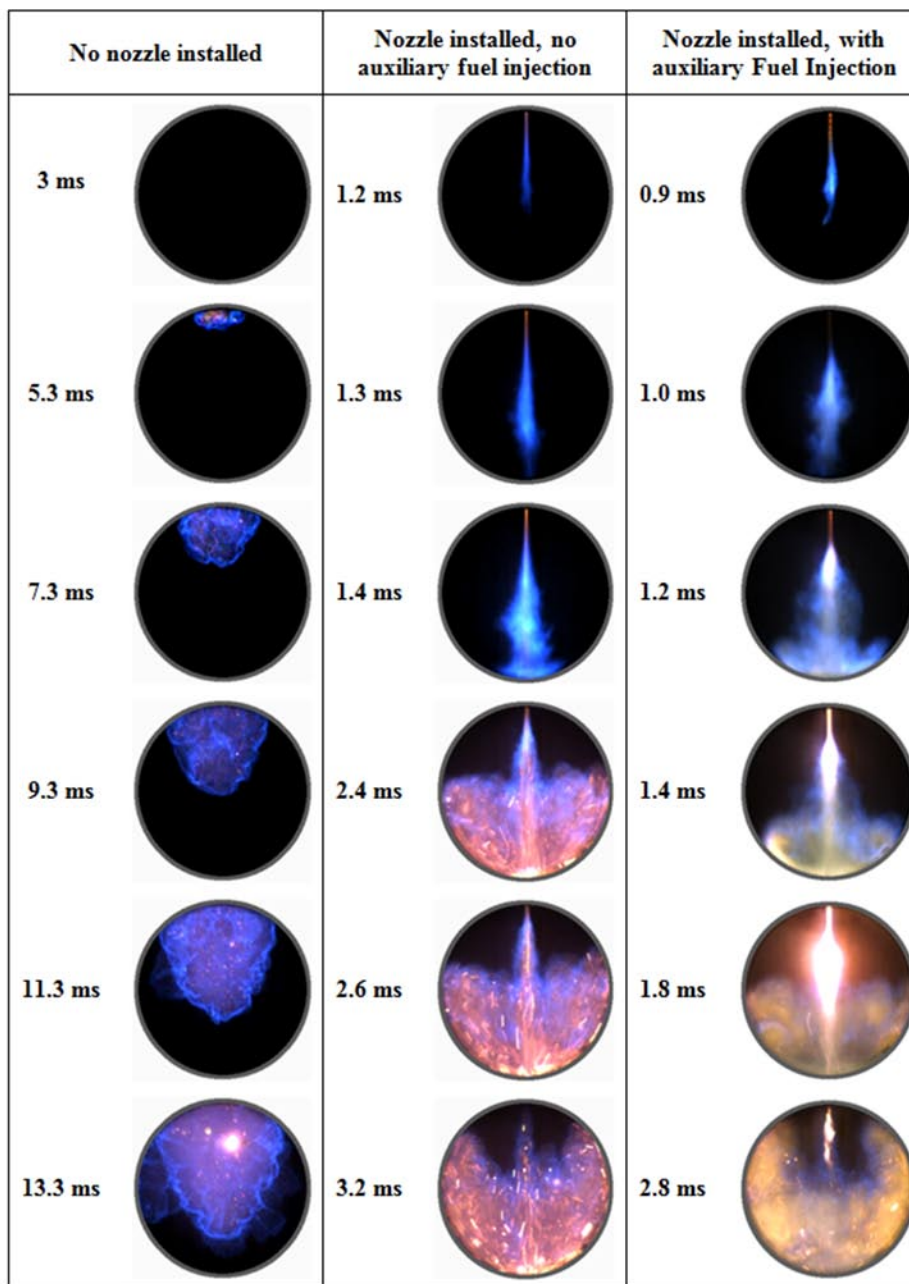 No nozzle installed
Nozzle installed, no
auxiliary fuel injection
Nozzle installed, with
auxiliary Fuel Injection
3 ms
1.2 ms
0.9 ms
5.3 ms
1.3 ms
1.0 ms
7.3 ms
1.4 ms
1.2 ms
9.3 ms
2.4 ms
1.4 ms
11.3 ms
2.6 ms
1.8 ms
13.3 ms
3.2 ms
2.8 ms